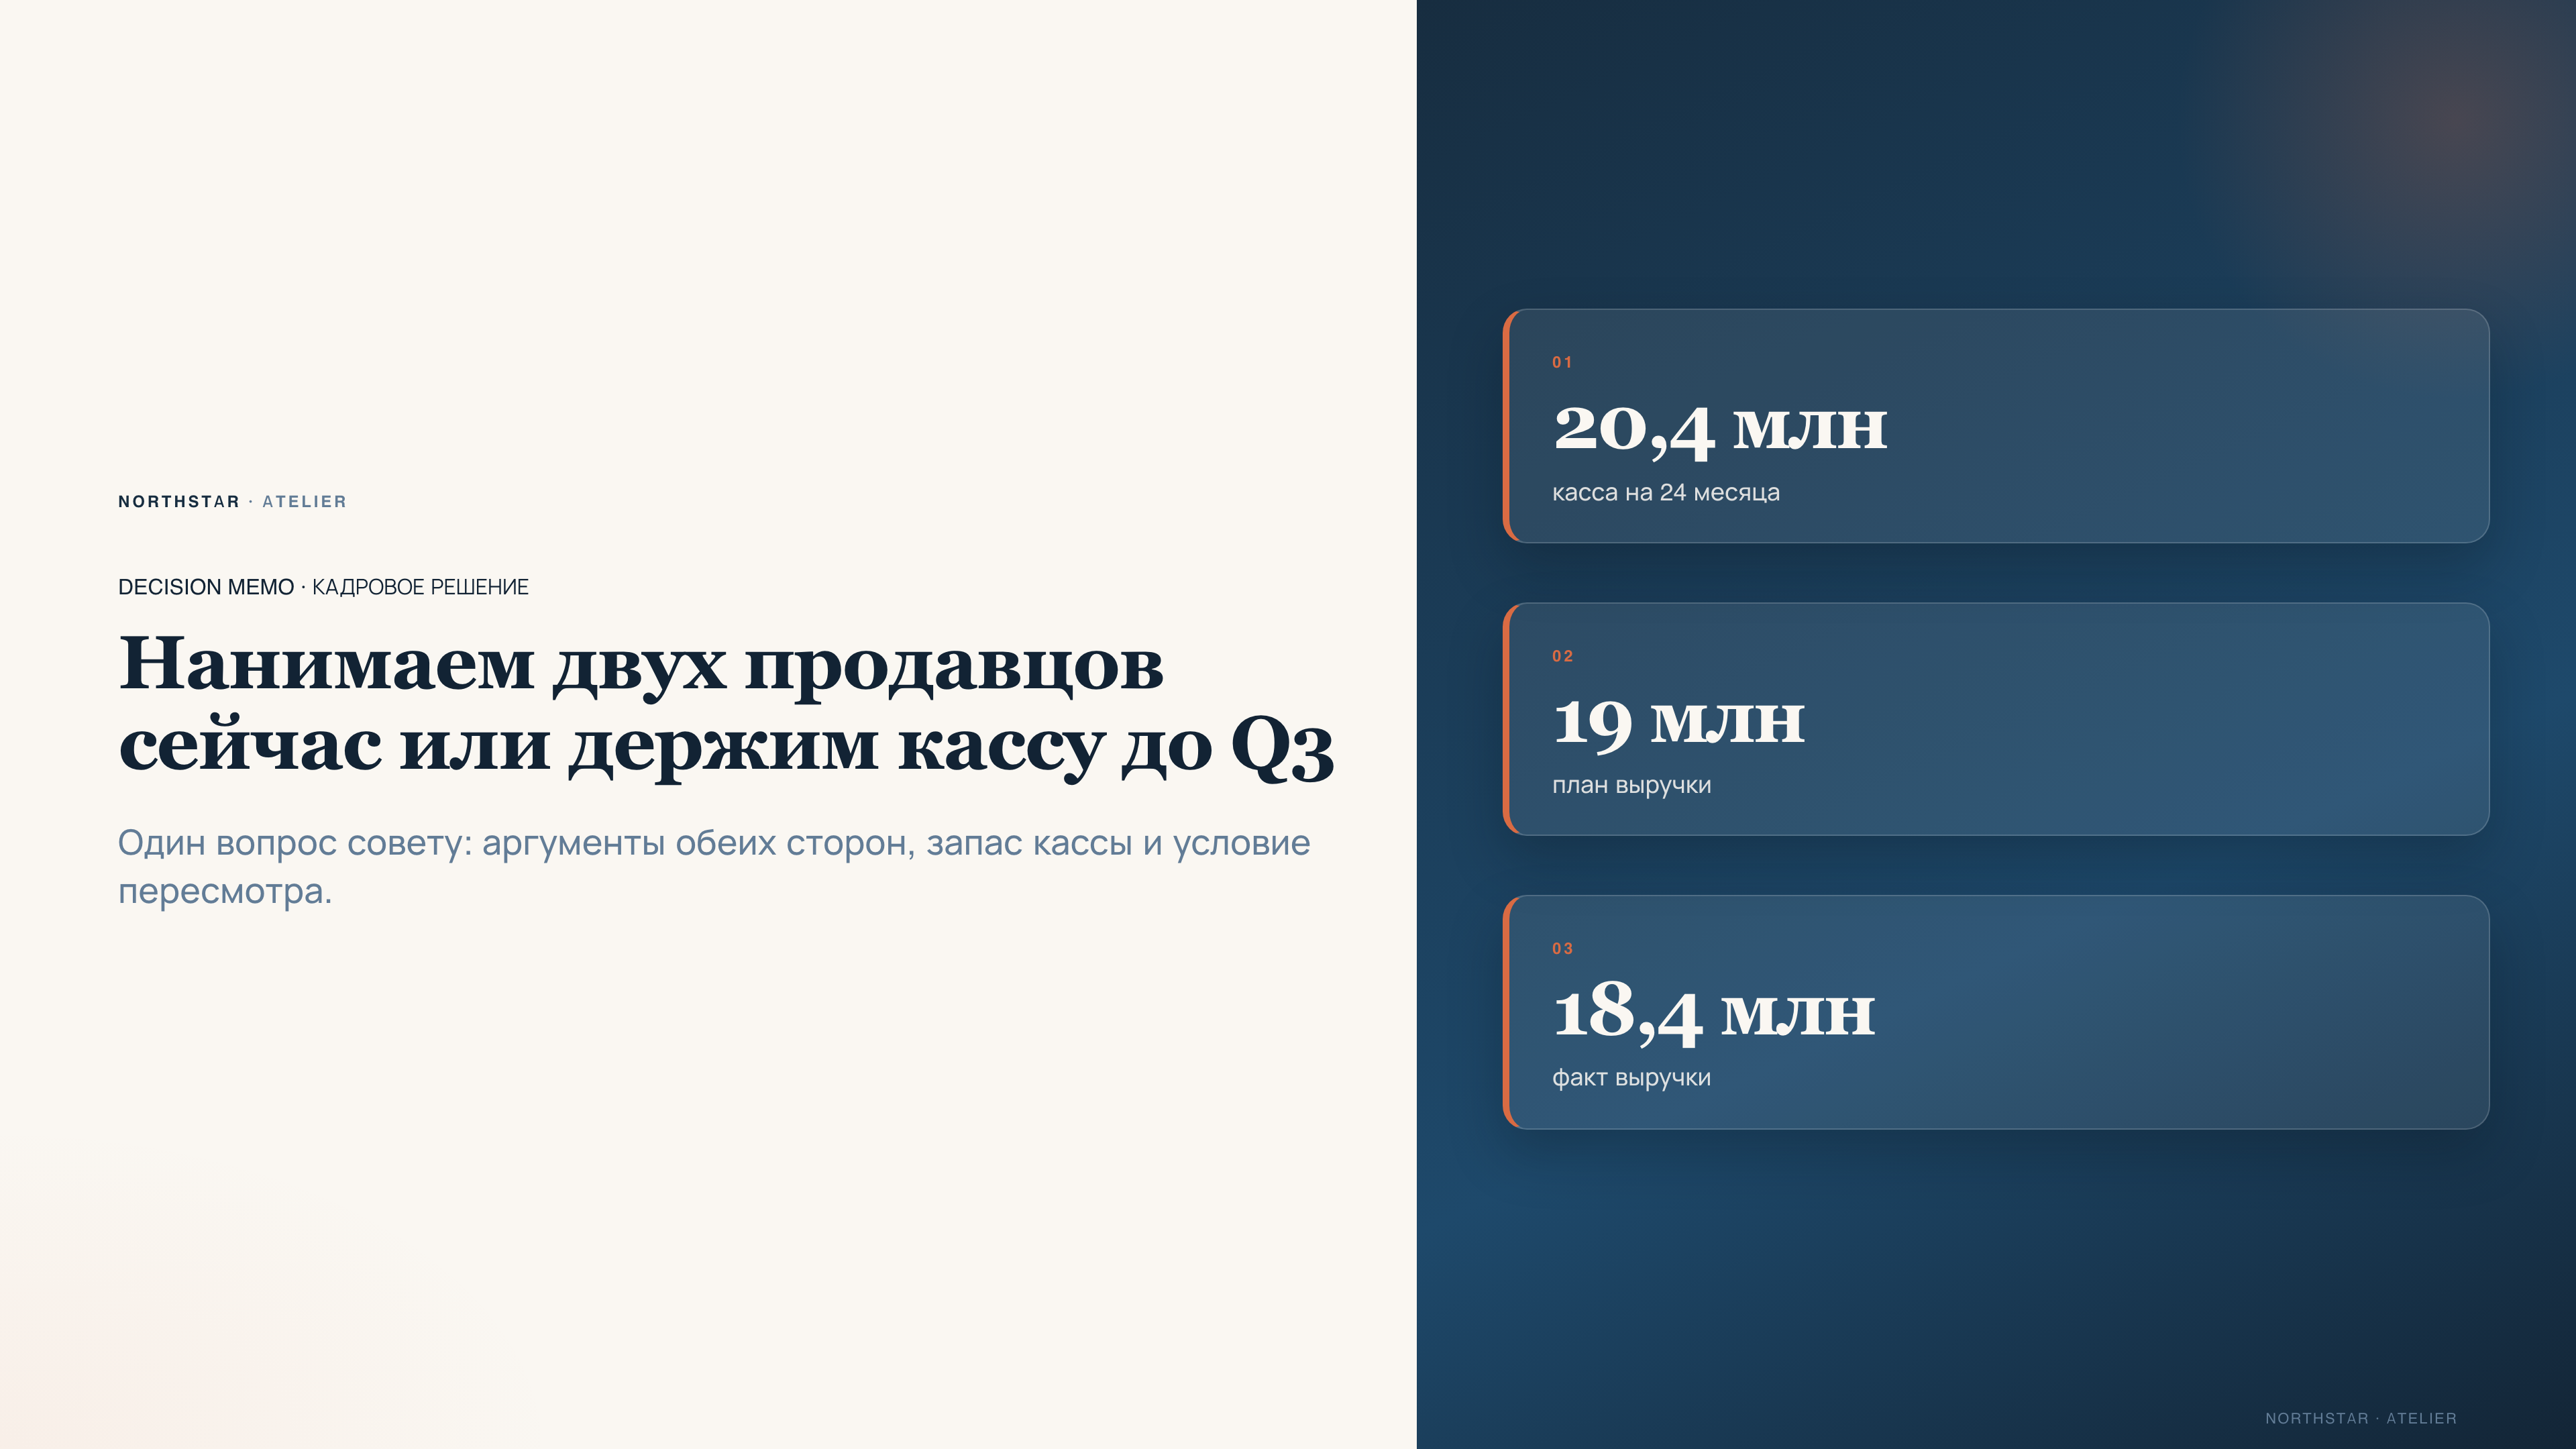 NORTHSTAR · ATELIER
DECISION MEMO · КАДРОВОЕ РЕШЕНИЕ
Нанимаем двух продавцов
сейчас или держим кассу до Q3
Один вопрос совету: аргументы обеих сторон, запас кассы и условие
пересмотра.
01
20,4 млн
касса на 24 месяца
02
19 млн
план выручки
03
18,4 млн
факт выручки
NORTHSTAR · ATELIER